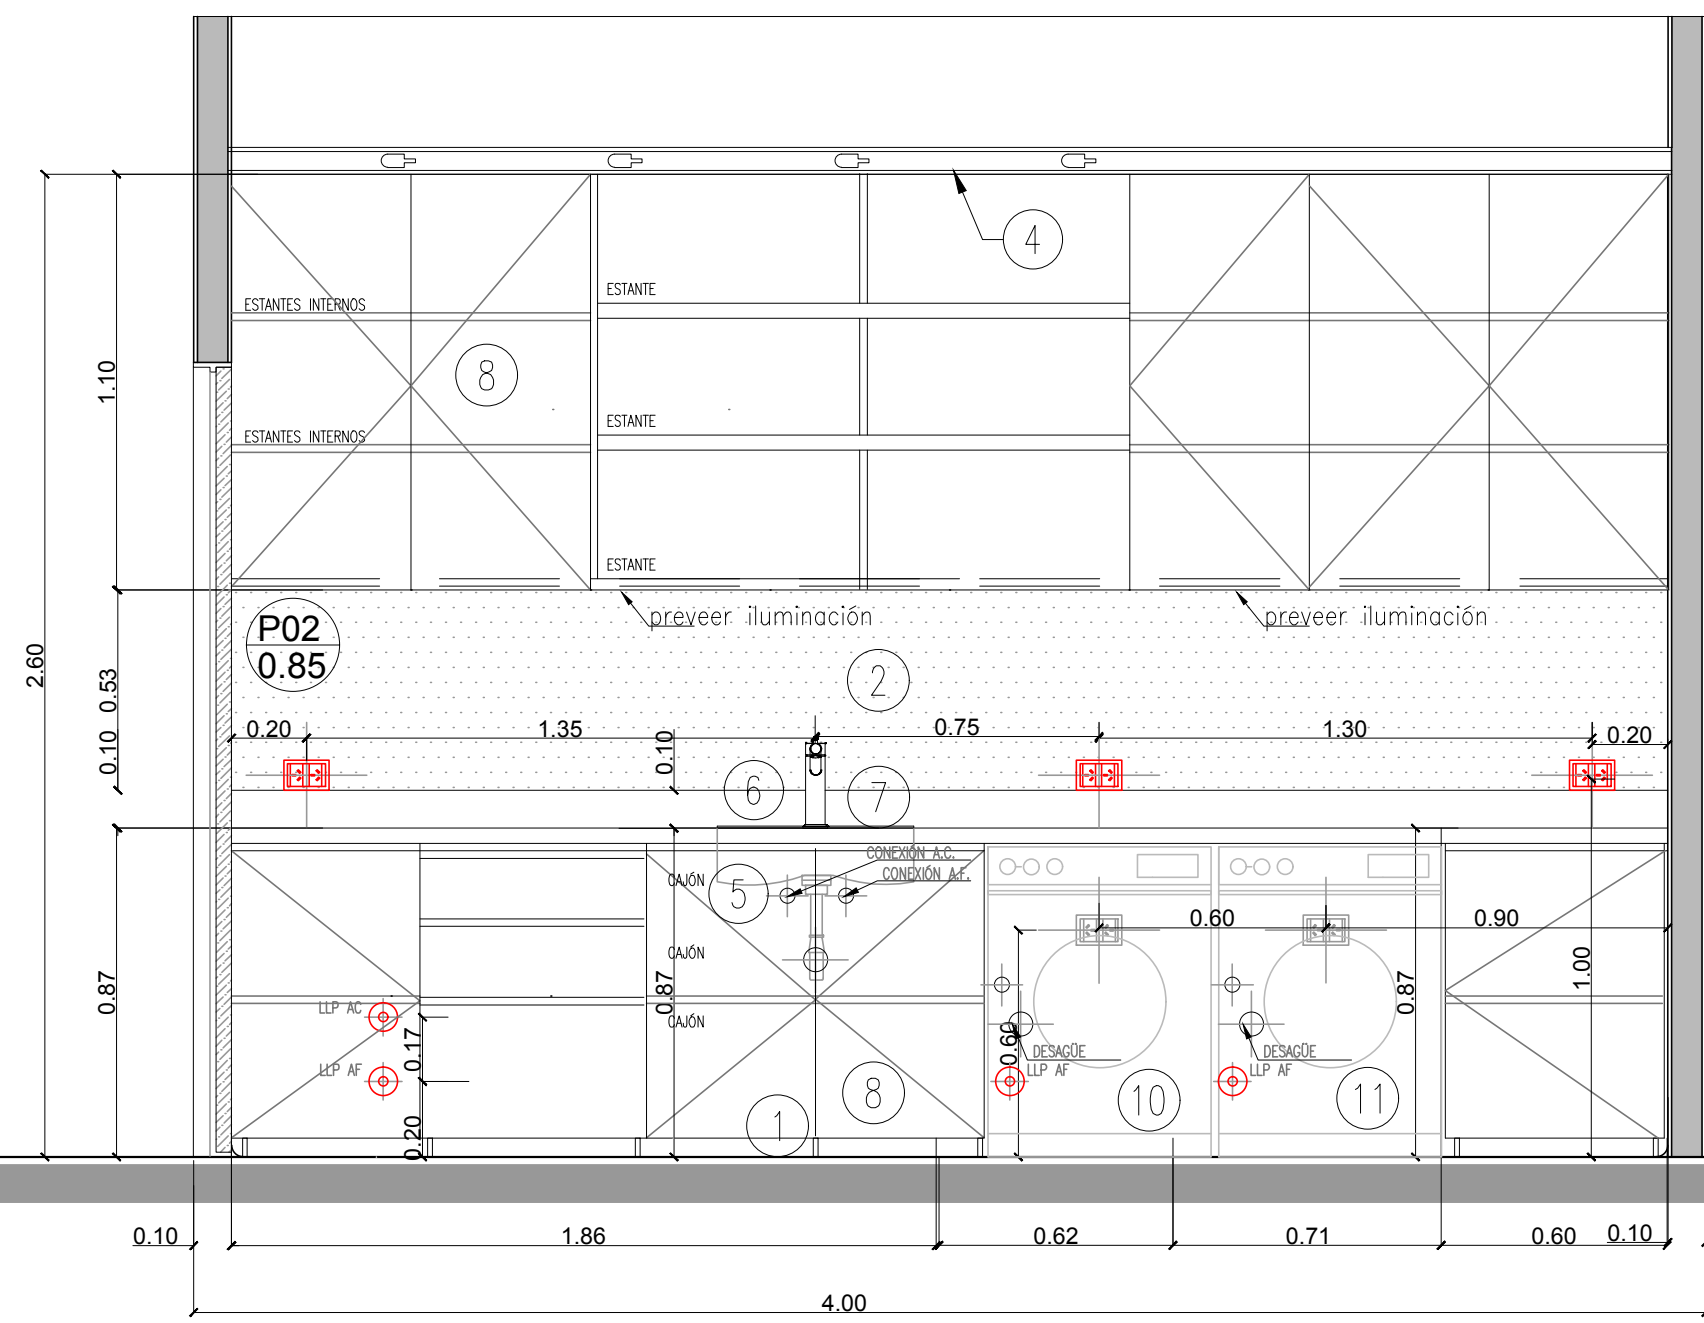 4
ESTANTE
ESTANTES INTERNOS
1.10
8
ESTANTE
ESTANTES INTERNOS
ESTANTE
preveer iluminación
preveer iluminación
P02
0.85
2.60
0.53
2
0.20
1.35
0.75
1.30
0.20
0.10
0.10
6
7
CONEXIÓN A.C.
CONEXIÓN A.F.
CAJÓN
5
0.60
0.90
CAJÓN
1.00
0.87
0.87
0.87
LLP AC
CAJÓN
0.17
0.60
DESAGÜE
DESAGÜE
LLP AF
LLP AF
LLP AF
8
10
11
1
0.20
0.10
1.86
0.62
0.71
0.60
0.10
4.00